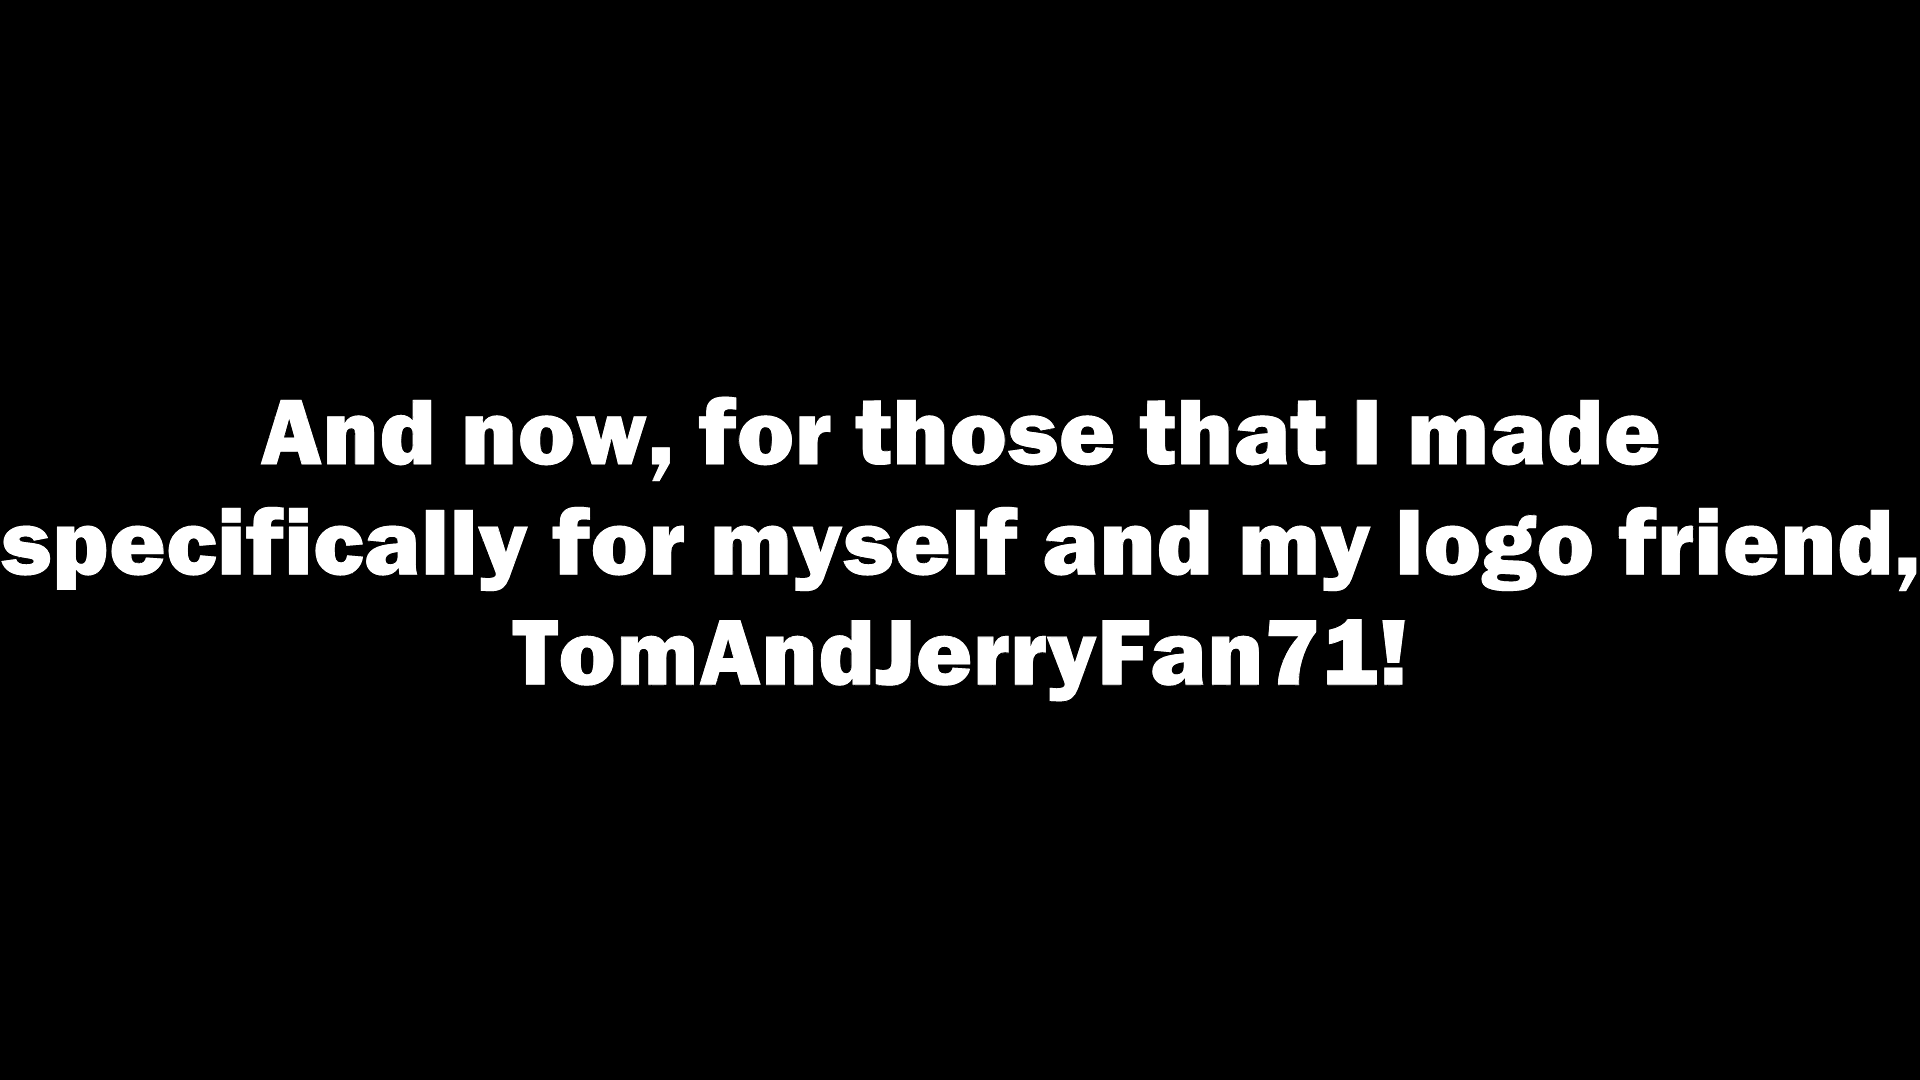 And now, for those that I made
specifically for myself and my logo friend,
TomAndJerryFan71!